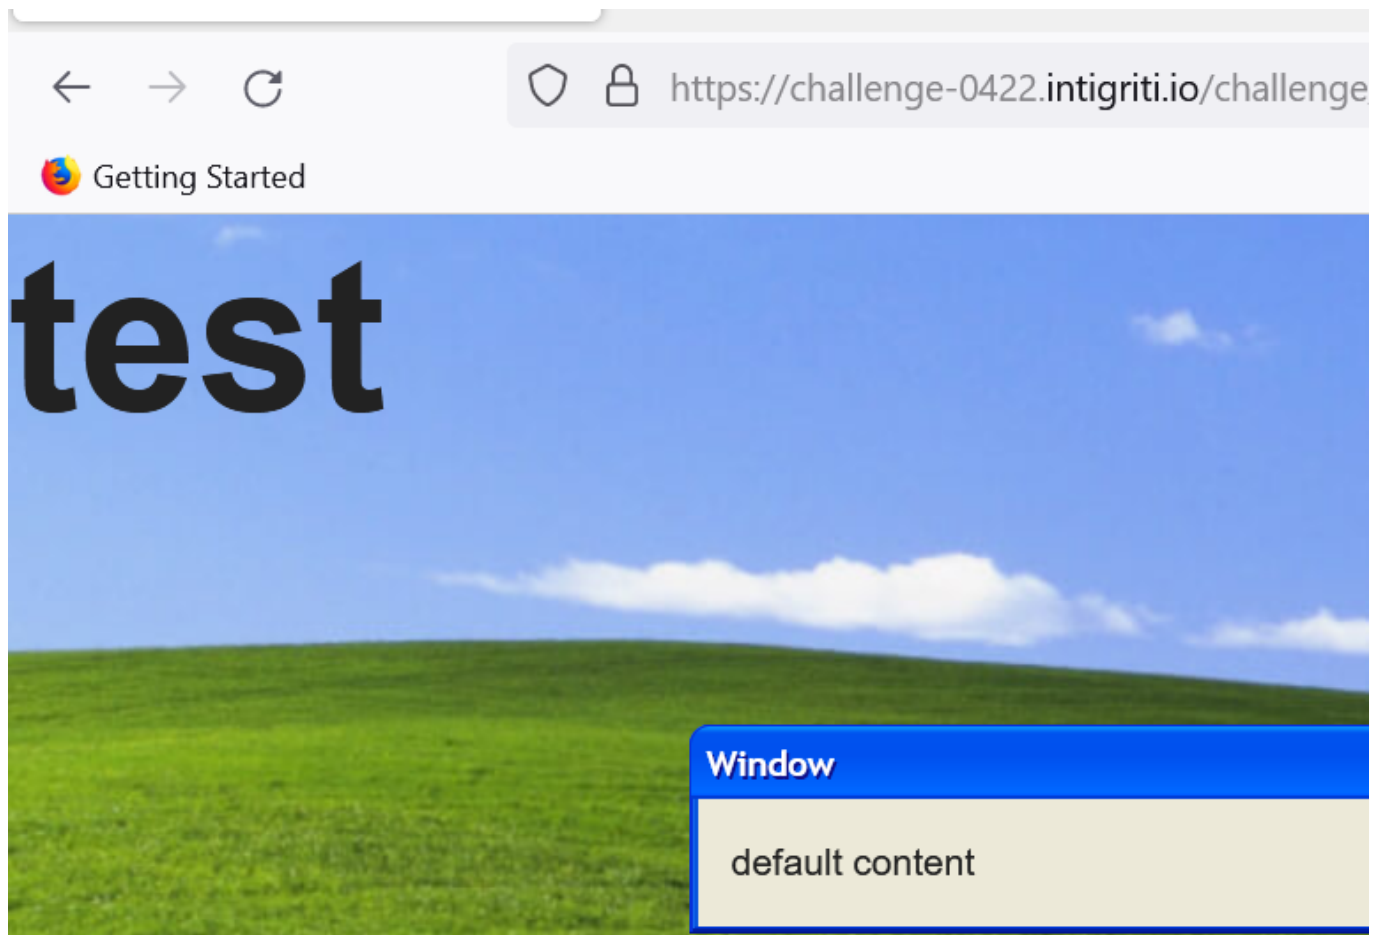 https://challenge-0422.intigriti.io/challenge
Getting Started
test
Window
default content